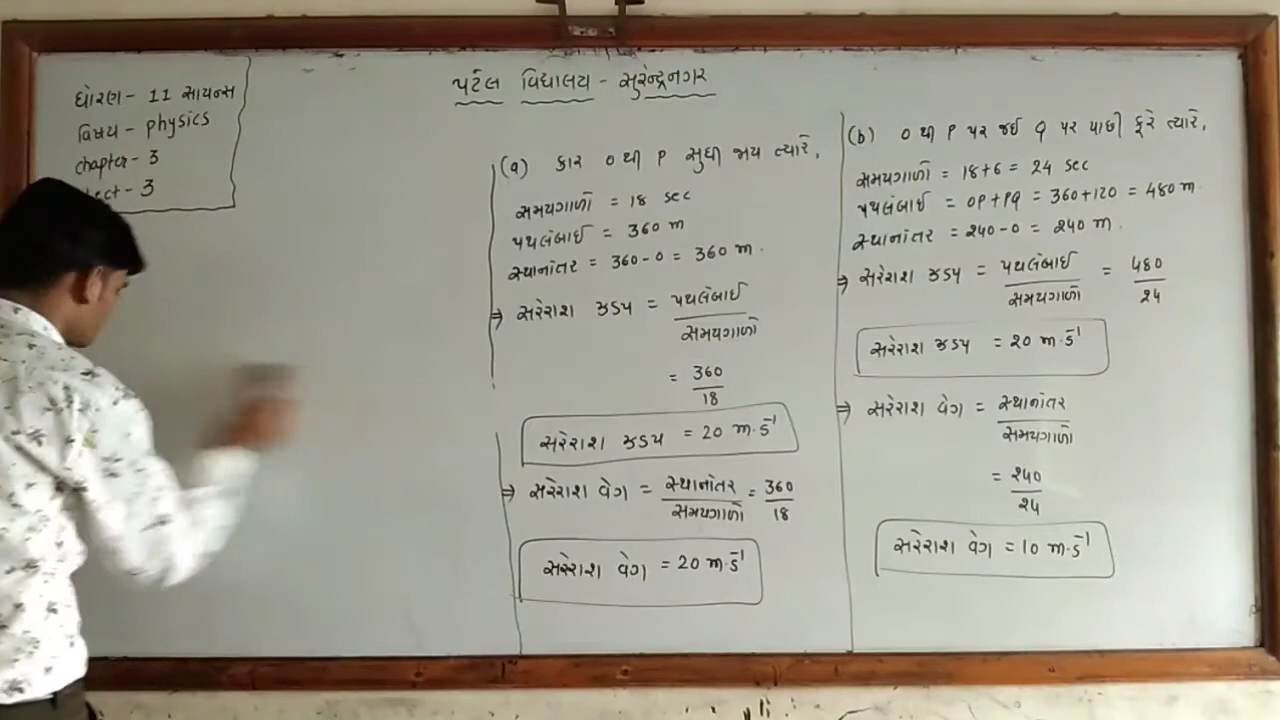 પટેલ વિદ્યાલય - સુરેન્દ્રનગર
ધોરણ - 11 સાયન્સ
વિષય - physics
chapter - 3
Lect - 3
(a) કાર O થી P સુધી જાય ત્યારે,
સમયગાળો = 18 sec
પથલંબાઈ = 360 m
સ્થાનાંતર = 360 - 0 = 360 m.
⇒ સરેરાશ ઝડપ = પથલંબાઈ / સમયગાળો
= 360 / 18
સરેરાશ ઝડપ = 20 m·s⁻¹
⇒ સરેરાશ વેગ = સ્થાનાંતર / સમયગાળો = 360 / 18
સરેરાશ વેગ = 20 m·s⁻¹
(b) O થી P પર જઈ Q પર પાછી ફરે ત્યારે,
સમયગાળો = 18+6 = 24 sec
પથલંબાઈ = OP+PQ = 360+120 = 480 m.
સ્થાનાંતર = 240-0 = 240 m.
⇒ સરેરાશ ઝડપ = પથલંબાઈ / સમયગાળો = 480 / 24
સરેરાશ ઝડપ = 20 m·s⁻¹
⇒ સરેરાશ વેગ = સ્થાનાંતર / સમયગાળો
= 240 / 24
સરેરાશ વેગ = 10 m·s⁻¹